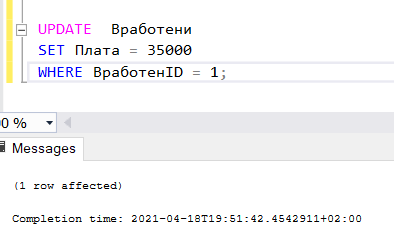 UPDATE Вработени
SET Плата = 35000
WHERE ВработенID = 1;
0 %
Messages
(1 row affected)
Completion time: 2021-04-18T19:51:42.4542911+02:00